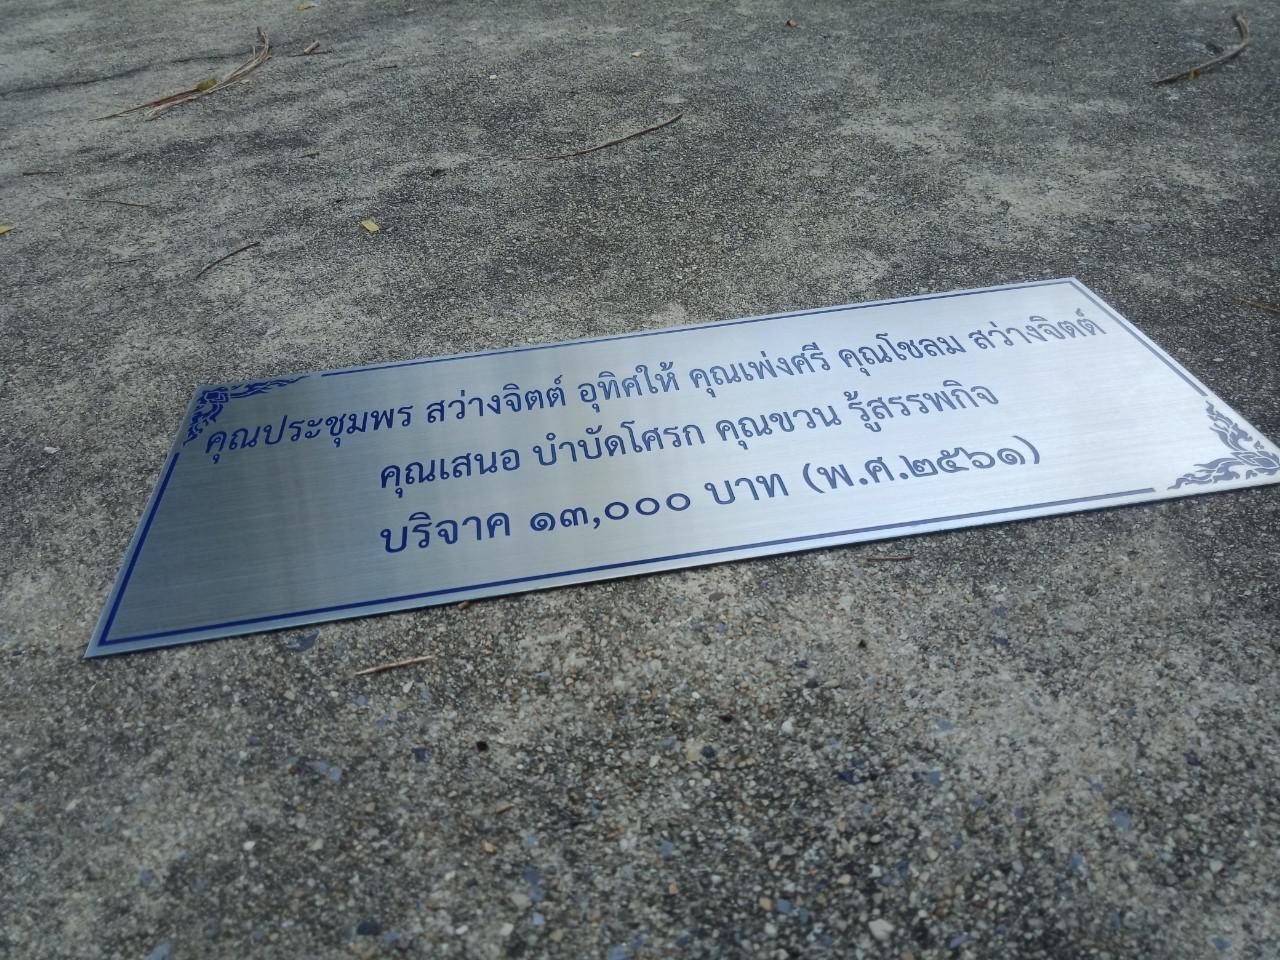 คุณประชุมพร สว่างจิตต์ อุทิศให้ คุณเพ่งศรี คุณโชลม สว่างจิตต์
คุณเสนอ บำบัดโศรก คุณขวน รู้สรรพกิจ
บริจาค ๑๓,๐๐๐ บาท (พ.ศ.๒๕๖๑)